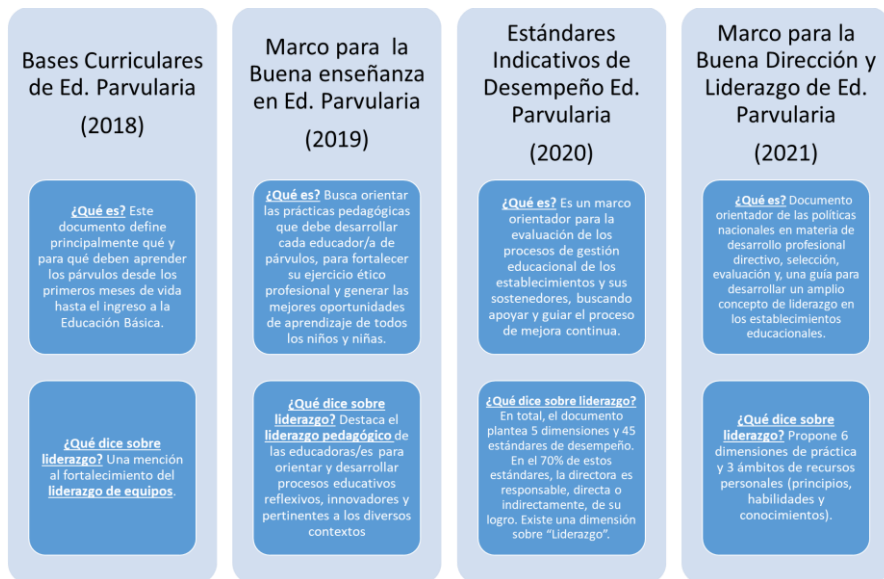 Bases Curriculares
de Ed. Parvularia
(2018)
¿Qué es? Este
documento define
principalmente qué y
para qué deben aprender
los párvulos desde los
primeros meses de vida
hasta el ingreso a la
Educación Básica.
¿Qué dice sobre
liderazgo? Una mención
al fortalecimiento del
liderazgo de equipos.
Marco para la
Buena enseñanza
en Ed. Parvularia
(2019)
¿Qué es? Busca orientar
las prácticas pedagógicas
que debe desarrollar
cada educador/a de
párvulos, para fortalecer
su ejercicio ético
profesional y generar las
mejores oportunidades
de aprendizaje de todos
los niños y niñas.
¿Qué dice sobre
liderazgo? Destaca el
liderazgo pedagógico de
las educadoras/es para
orientar y desarrollar
procesos educativos
reflexivos, innovadores y
pertinentes a los diversos
contextos
Estándares
Indicativos de
Desempeño Ed.
Parvularia
(2020)
¿Qué es? Es un marco
orientador para la
evaluación de los
procesos de gestión
educacional de los
establecimientos y sus
sostenedores, buscando
apoyar y guiar el proceso
de mejora continua.
¿Qué dice sobre liderazgo?
En total, el documento
plantea 5 dimensiones y 45
estándares de desempeño.
En el 70% de estos
estándares, la directora es
responsable, directa o
indirectamente, de su
logro. Existe una dimensión
sobre “Liderazgo”.
Marco para la
Buena Dirección y
Liderazgo de Ed.
Parvularia
(2021)
¿Qué es? Documento
orientador de las políticas
nacionales en materia de
desarrollo profesional
directivo, selección,
evaluación y, una guía para
desarrollar un amplio
concepto de liderazgo en
los establecimientos
educacionales.
¿Qué dice sobre
liderazgo? Propone 6
dimensiones de práctica
y 3 ámbitos de recursos
personales (principios,
habilidades y
conocimientos).